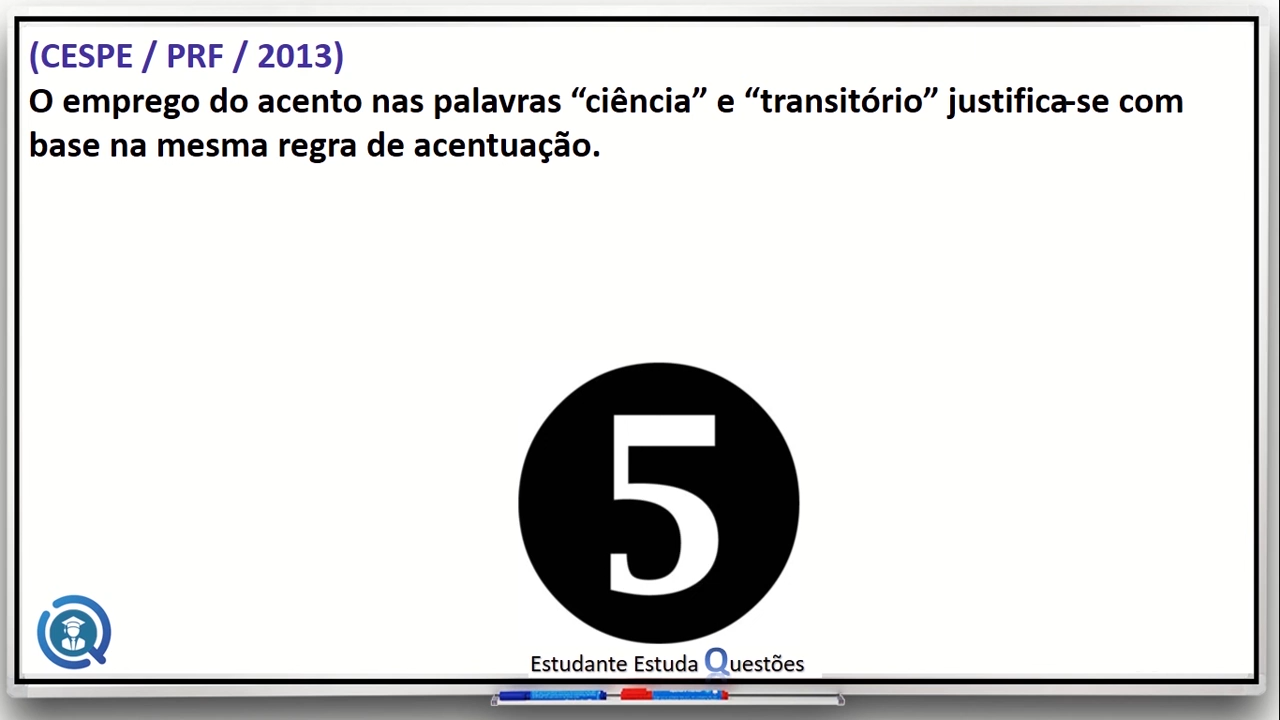 (CESPE / PRF / 2013)
O emprego do acento nas palavras “ciência” e “transitório” justifica-se com
base na mesma regra de acentuação.
5
Estudante Estuda Questões